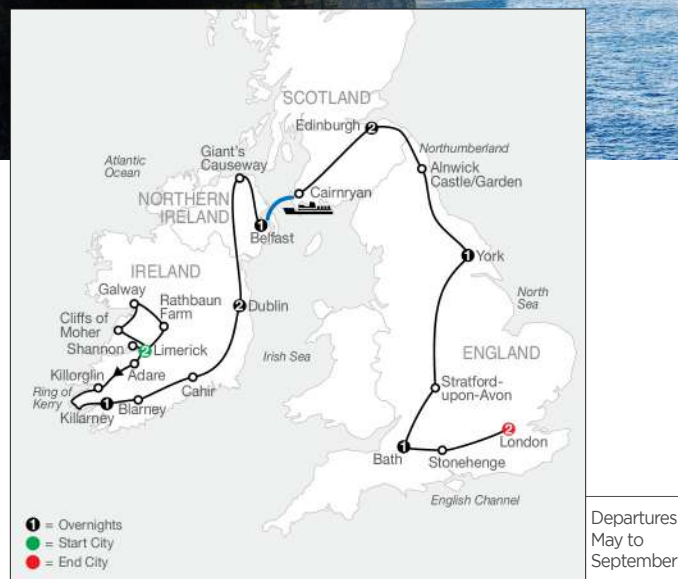 SCOTLAND
Edinburgh 2
Giant's
Causeway
Northumberland
Atlantic
Ocean
Alnwick
Castle/Garden
Cairnryan
NORTHERN
IRELAND
1
Belfast
IRELAND
1 York
Galway
Rathbaun
Farm
2 Dublin
North
Sea
Cliffs of
Moher
Shannon
2 Limerick
Irish Sea
ENGLAND
Killorglin
Adare
Stratford-
upon-Avon
Ring of
Kerry
Cahir
1
Killarney
Blarney
2
London
1
Bath
Stonehenge
English Channel
1 = Overnights
= Start City
= End City
Departures
May to
September